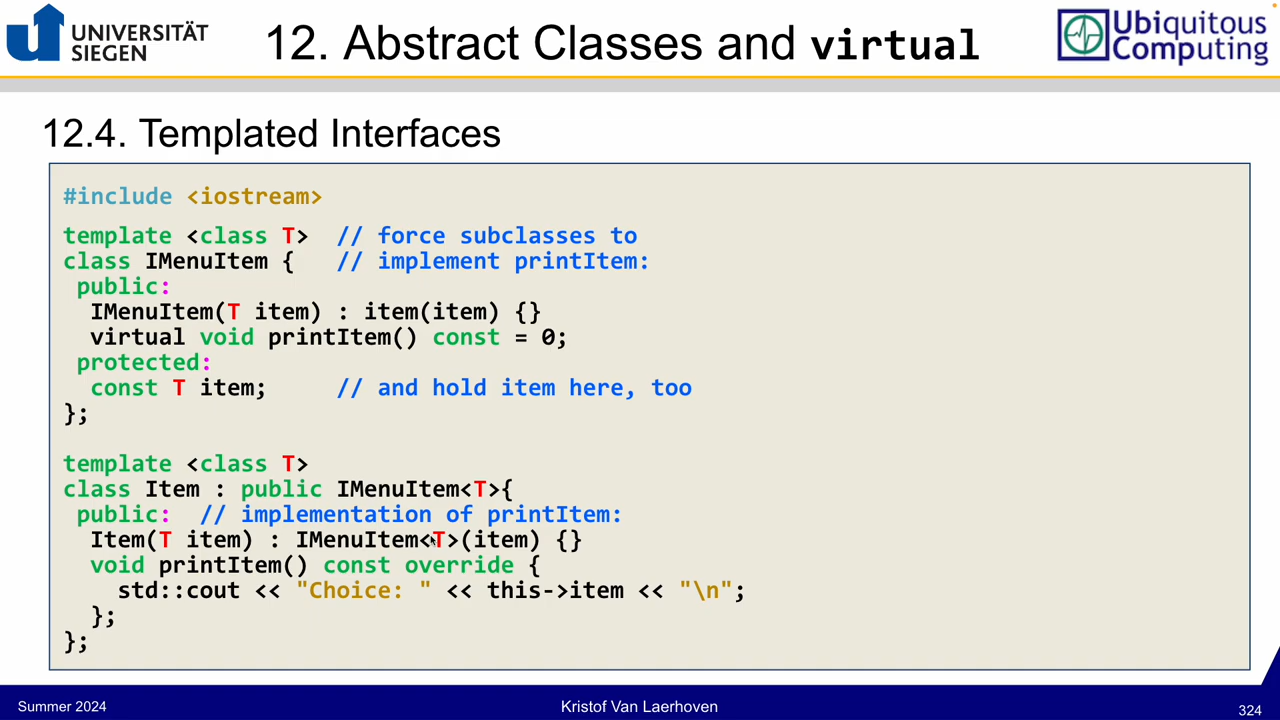 UNIVERSITÄT
SIEGEN
12. Abstract Classes and virtual
Ubiquitous
Computing
12.4. Templated Interfaces
#include <iostream>
template <class T>  // force subclasses to
class IMenuItem {   // implement printItem:
 public:
  IMenuItem(T item) : item(item) {}
  virtual void printItem() const = 0;
 protected:
  const T item;     // and hold item here, too
};
template <class T>
class Item : public IMenuItem<T>{
 public:  // implementation of printItem:
  Item(T item) : IMenuItem<T>(item) {}
  void printItem() const override {
    std::cout << "Choice: " << this->item << "\n";
  };
};
Summer 2024
Kristof Van Laerhoven
324